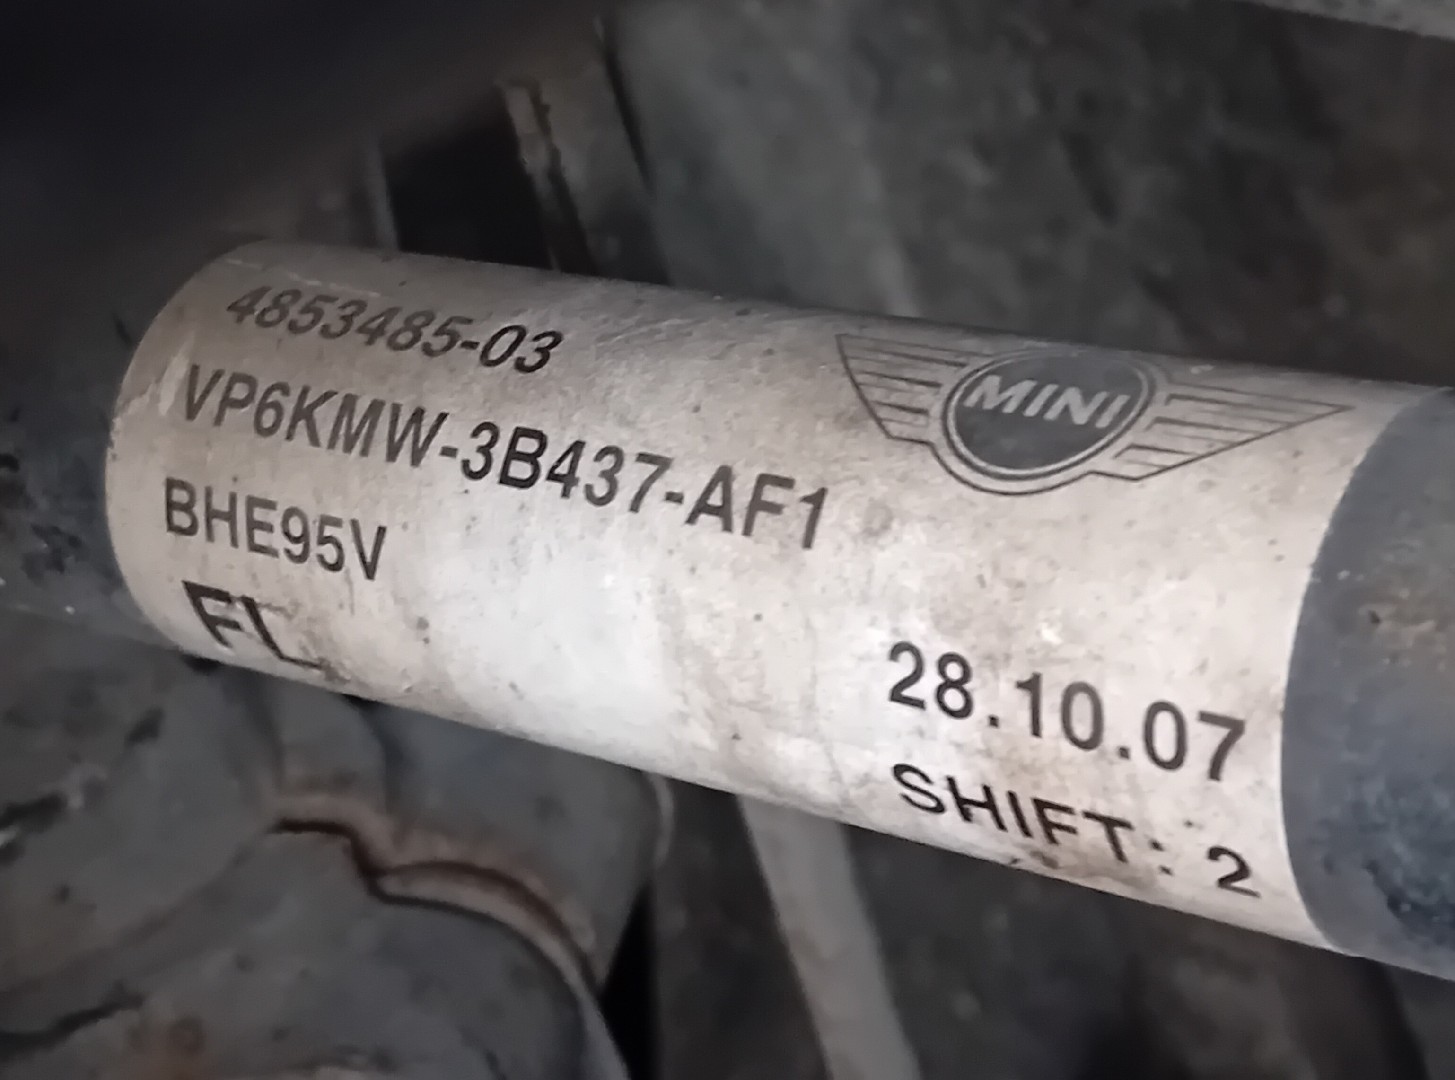 4853485-03
MINI
VP6KMW-3B437-AF1
BHE95V
FL
28.10.07
SHIFT: 2